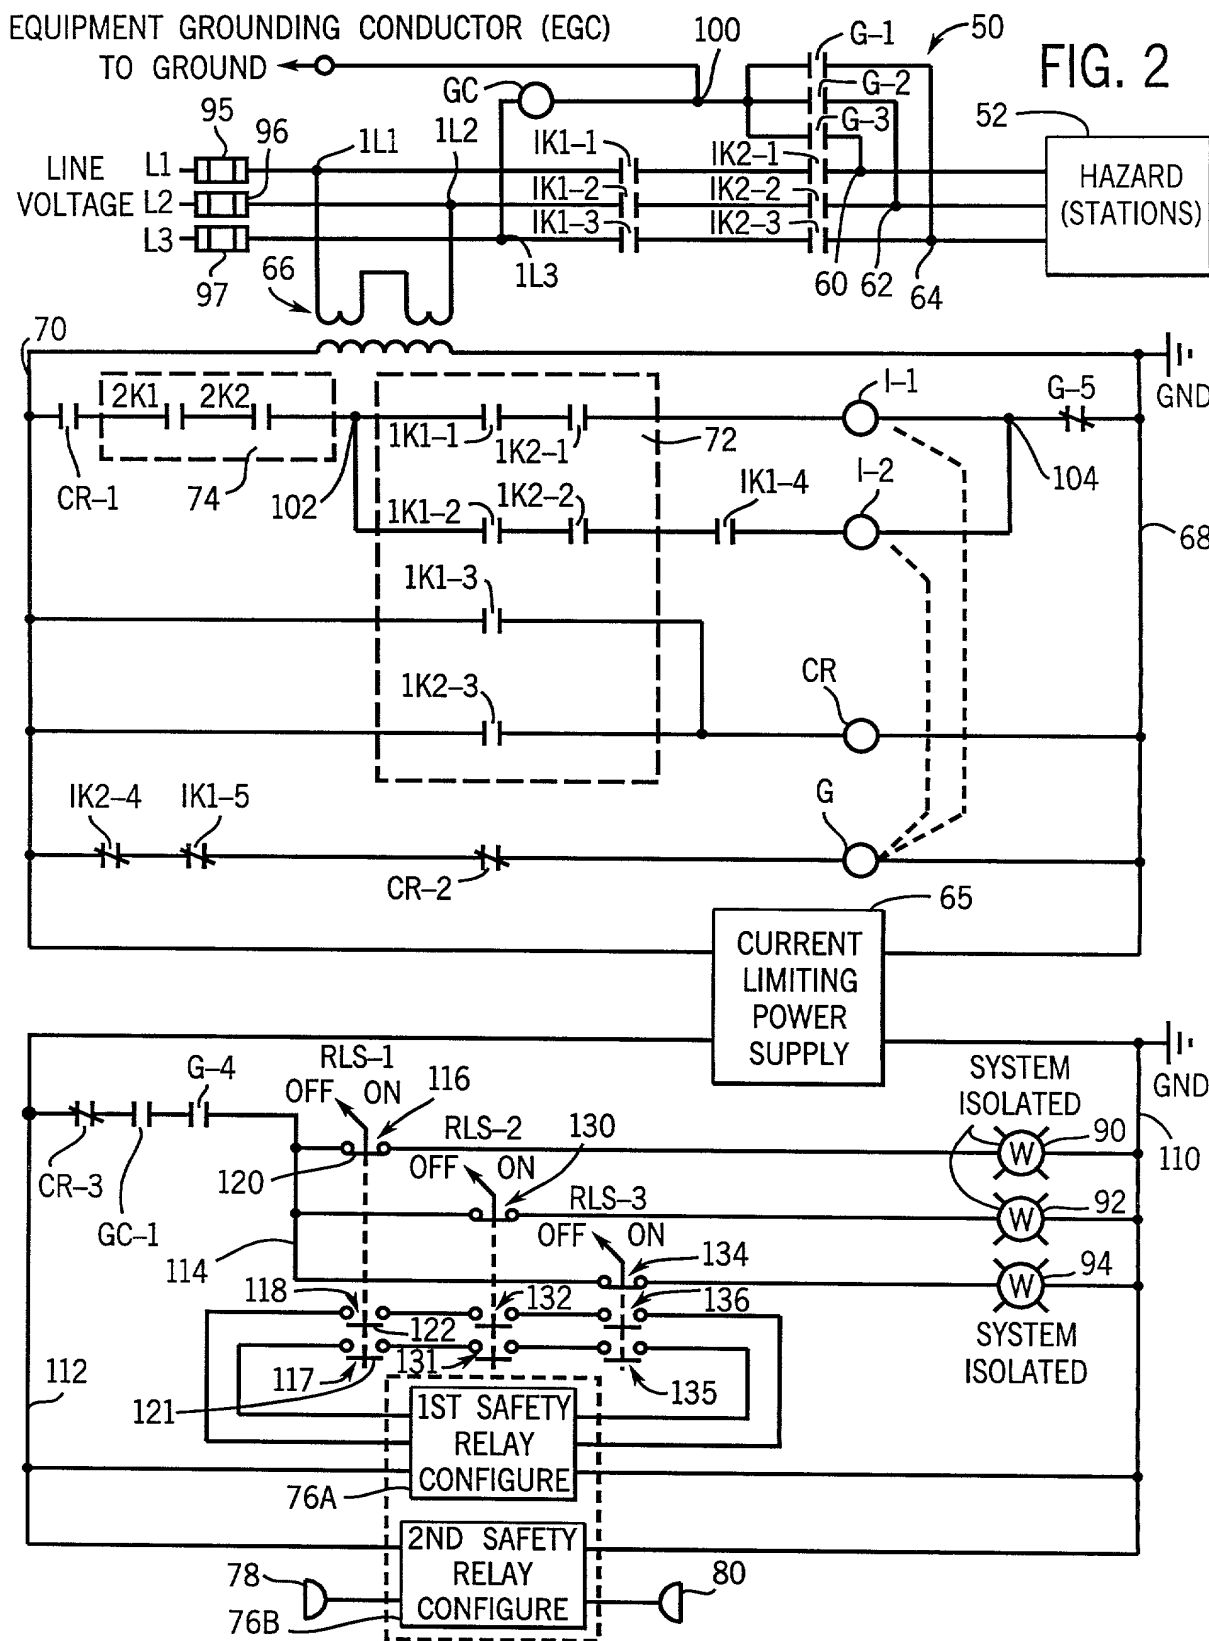 EQUIPMENT GROUNDING CONDUCTOR (EGC)
TO GROUND
100
G-1
50
FIG. 2
GC
G-2
95
96
1L1
1L2
G-3
52
LINE
VOLTAGE
L1
L2
L3
IK1-1
IK2-1
IK1-2
IK2-2
IK1-3
IK2-3
HAZARD
(STATIONS)
97
66
1L3
60
62
64
70
GND
2K1
2K2
I-1
G-5
1K1-1
1K2-1
72
CR-1
74
102
104
1K1-2
1K2-2
IK1-4
I-2
68
1K1-3
1K2-3
CR
IK2-4
IK1-5
G
CR-2
65
CURRENT
LIMITING
POWER
SUPPLY
G-4
RLS-1
OFF
ON
116
SYSTEM
ISOLATED
GND
RLS-2
130
W
90
CR-3
120
OFF
ON
110
GC-1
RLS-3
W
92
114
OFF
ON
134
W
94
118
132
136
SYSTEM
ISOLATED
122
131
112
117
121
135
1ST SAFETY
RELAY
CONFIGURE
76A
2ND SAFETY
RELAY
CONFIGURE
78
80
76B